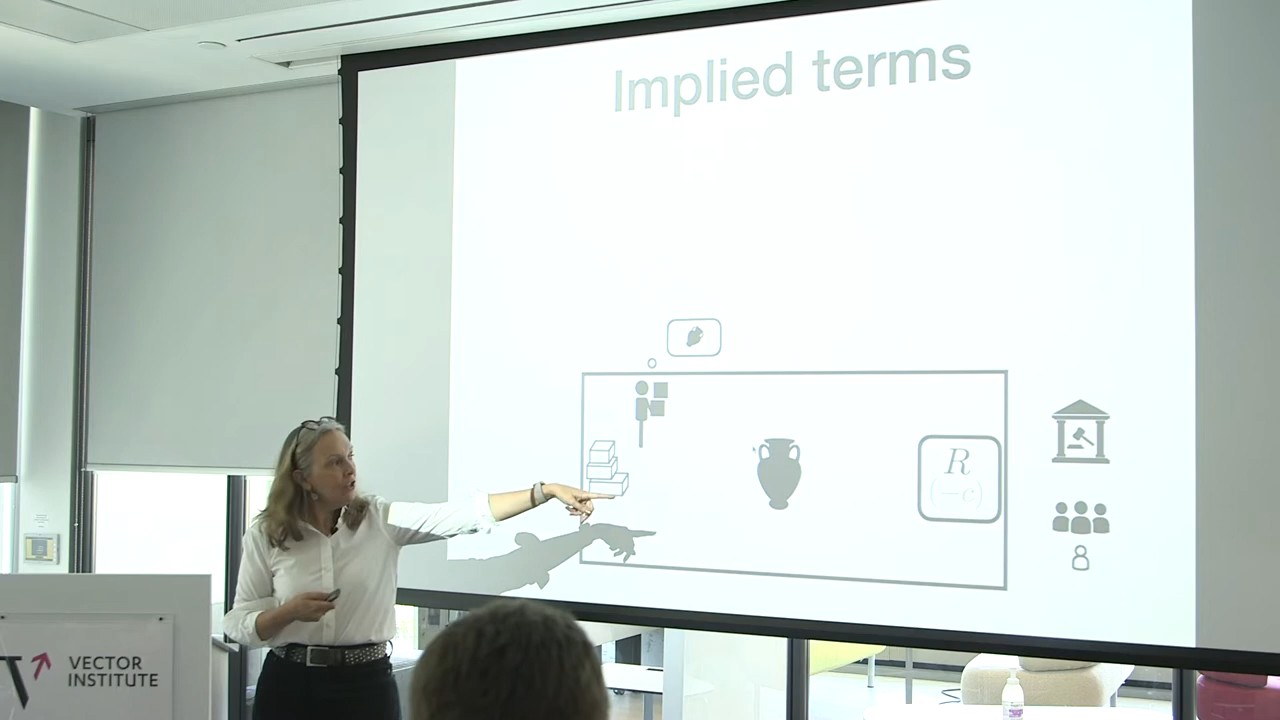 Implied terms
R
(-c)
VECTOR
INSTITUTE